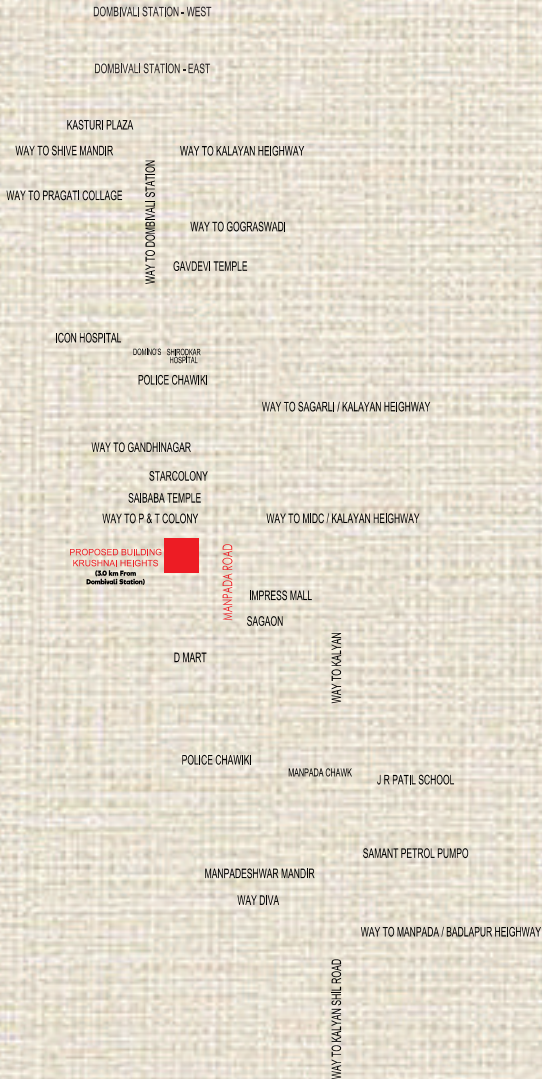 DOMBIVALI STATION - WEST
DOMBIVALI STATION - EAST
KASTURI PLAZA
WAY TO SHIVE MANDIR
WAY TO KALAYAN HEIGHWAY
WAY TO DOMBIVALI STATION
WAY TO PRAGATI COLLAGE
WAY TO GOGRASWADI
GAVDEVI TEMPLE
ICON HOSPITAL
DOMINO'S
SHIRODKAR
HOSPITAL
POLICE CHAWIKI
WAY TO SAGARLI / KALAYAN HEIGHWAY
WAY TO GANDHINAGAR
STARCOLONY
SAIBABA TEMPLE
WAY TO P & T COLONY
WAY TO MIDC / KALAYAN HEIGHWAY
PROPOSED BUILDING
KRUSHNAI HEIGHTS
(3.0 km From
Dombivali Station)
MANPADA ROAD
IMPRESS MALL
SAGAON
WAY TO KALYAN
D MART
POLICE CHAWIKI
MANPADA CHAWK
J R PATIL SCHOOL
SAMANT PETROL PUMPO
MANPADESHWAR MANDIR
WAY DIVA
WAY TO MANPADA / BADLAPUR HEIGHWAY
WAY TO KALYAN SHIL ROAD